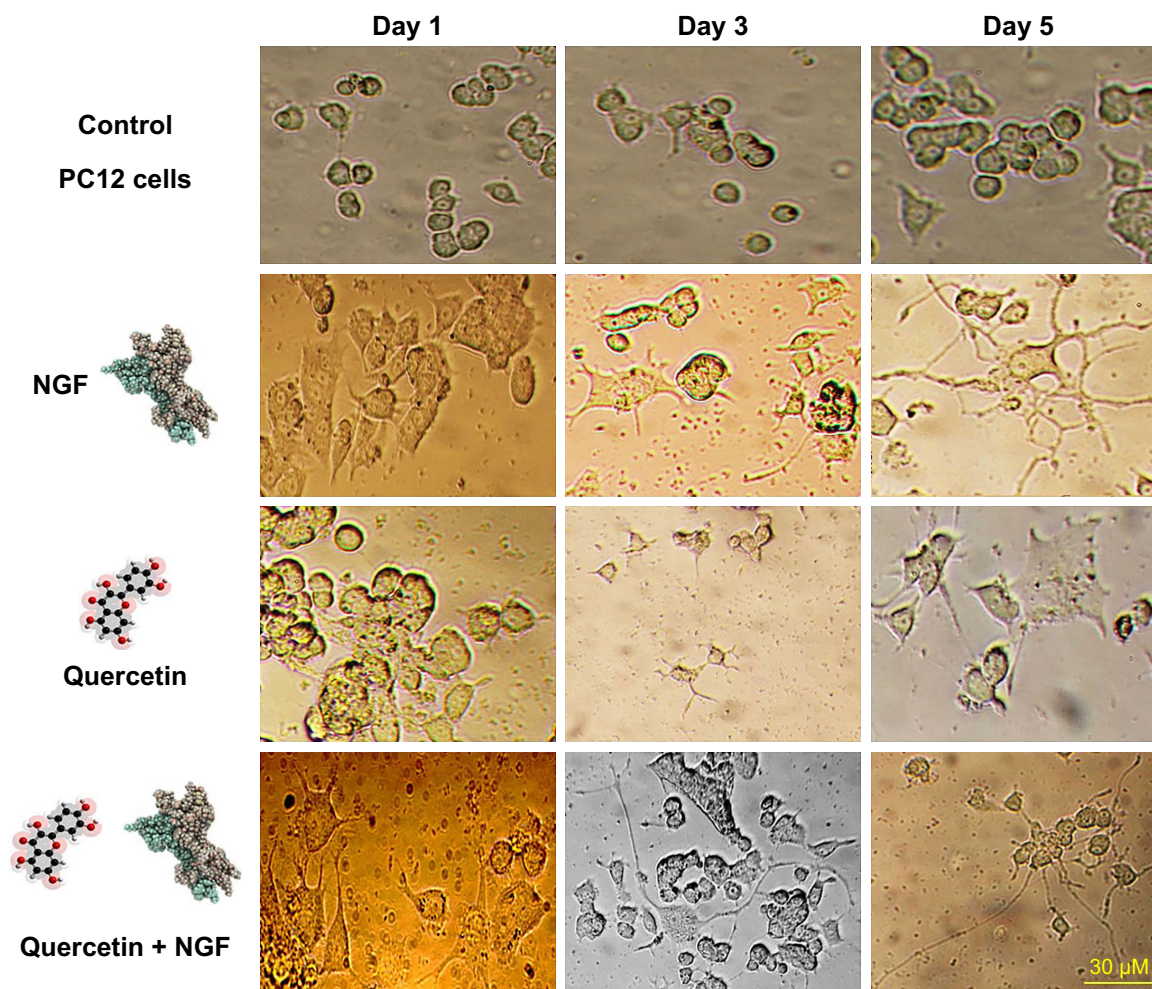 Day 1
Day 3
Day 5
Control
PC12 cells
NGF
Quercetin
Quercetin + NGF
30 µM